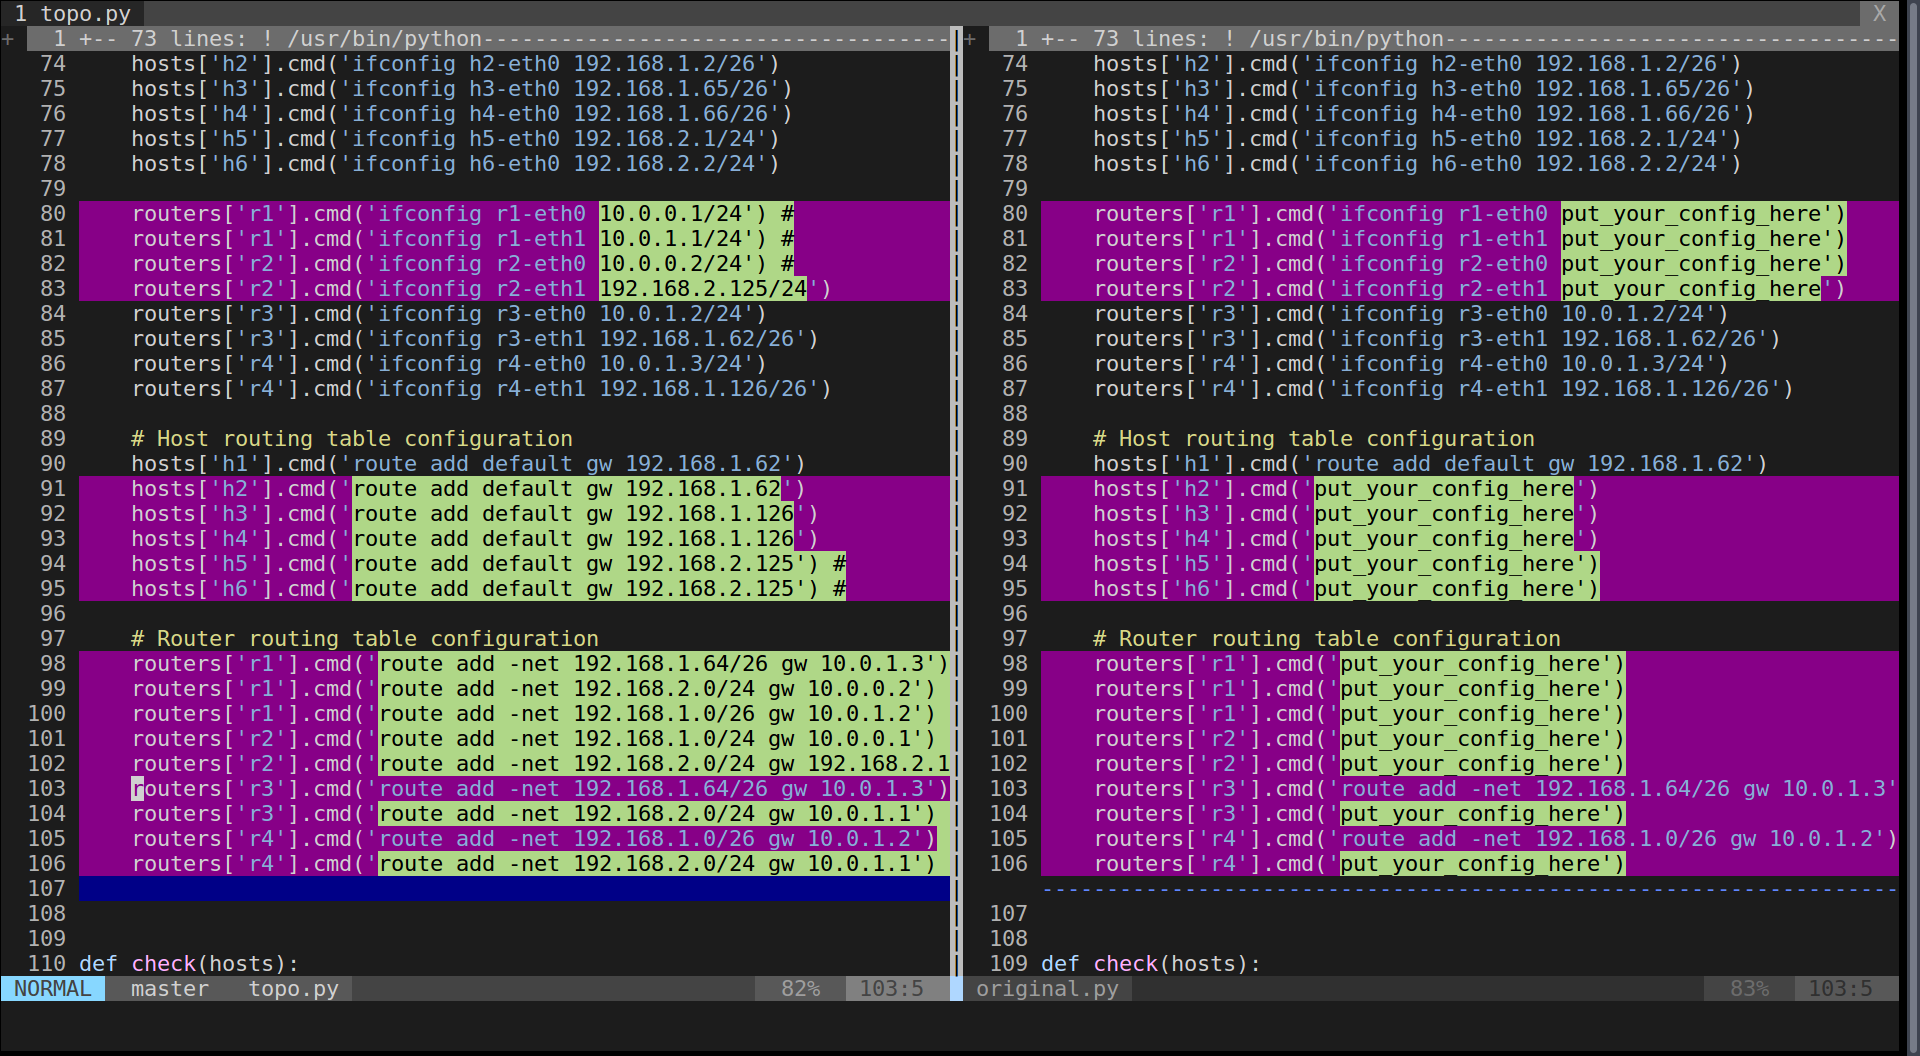 1 topo.py X
+ 1 +-- 73 lines: ! /usr/bin/python------------------------------------
74 hosts['h2'].cmd('ifconfig h2-eth0 192.168.1.2/26')
75 hosts['h3'].cmd('ifconfig h3-eth0 192.168.1.65/26')
76 hosts['h4'].cmd('ifconfig h4-eth0 192.168.1.66/26')
77 hosts['h5'].cmd('ifconfig h5-eth0 192.168.2.1/24')
78 hosts['h6'].cmd('ifconfig h6-eth0 192.168.2.2/24')
79
80 routers['r1'].cmd('ifconfig r1-eth0 10.0.0.1/24') #
81 routers['r1'].cmd('ifconfig r1-eth1 10.0.1.1/24') #
82 routers['r2'].cmd('ifconfig r2-eth0 10.0.0.2/24') #
83 routers['r2'].cmd('ifconfig r2-eth1 192.168.2.125/24')
84 routers['r3'].cmd('ifconfig r3-eth0 10.0.1.2/24')
85 routers['r3'].cmd('ifconfig r3-eth1 192.168.1.62/26')
86 routers['r4'].cmd('ifconfig r4-eth0 10.0.1.3/24')
87 routers['r4'].cmd('ifconfig r4-eth1 192.168.1.126/26')
88
89 # Host routing table configuration
90 hosts['h1'].cmd('route add default gw 192.168.1.62')
91 hosts['h2'].cmd('route add default gw 192.168.1.62')
92 hosts['h3'].cmd('route add default gw 192.168.1.126')
93 hosts['h4'].cmd('route add default gw 192.168.1.126')
94 hosts['h5'].cmd('route add default gw 192.168.2.125') #
95 hosts['h6'].cmd('route add default gw 192.168.2.125') #
96
97 # Router routing table configuration
98 routers['r1'].cmd('route add -net 192.168.1.64/26 gw 10.0.1.3')
99 routers['r1'].cmd('route add -net 192.168.2.0/24 gw 10.0.0.2')
100 routers['r1'].cmd('route add -net 192.168.1.0/26 gw 10.0.1.2')
101 routers['r2'].cmd('route add -net 192.168.1.0/24 gw 10.0.0.1')
102 routers['r2'].cmd('route add -net 192.168.2.0/24 gw 192.168.2.1
103 routers['r3'].cmd('route add -net 192.168.1.64/26 gw 10.0.1.3')
104 routers['r3'].cmd('route add -net 192.168.2.0/24 gw 10.0.1.1')
105 routers['r4'].cmd('route add -net 192.168.1.0/26 gw 10.0.1.2')
106 routers['r4'].cmd('route add -net 192.168.2.0/24 gw 10.0.1.1')
107
108
109
110 def check(hosts):
NORMAL master topo.py 82% 103:5
+ 1 +-- 73 lines: ! /usr/bin/python-----------------------------------
74 hosts['h2'].cmd('ifconfig h2-eth0 192.168.1.2/26')
75 hosts['h3'].cmd('ifconfig h3-eth0 192.168.1.65/26')
76 hosts['h4'].cmd('ifconfig h4-eth0 192.168.1.66/26')
77 hosts['h5'].cmd('ifconfig h5-eth0 192.168.2.1/24')
78 hosts['h6'].cmd('ifconfig h6-eth0 192.168.2.2/24')
79
80 routers['r1'].cmd('ifconfig r1-eth0 put_your_config_here')
81 routers['r1'].cmd('ifconfig r1-eth1 put_your_config_here')
82 routers['r2'].cmd('ifconfig r2-eth0 put_your_config_here')
83 routers['r2'].cmd('ifconfig r2-eth1 put_your_config_here')
84 routers['r3'].cmd('ifconfig r3-eth0 10.0.1.2/24')
85 routers['r3'].cmd('ifconfig r3-eth1 192.168.1.62/26')
86 routers['r4'].cmd('ifconfig r4-eth0 10.0.1.3/24')
87 routers['r4'].cmd('ifconfig r4-eth1 192.168.1.126/26')
88
89 # Host routing table configuration
90 hosts['h1'].cmd('route add default gw 192.168.1.62')
91 hosts['h2'].cmd('put_your_config_here')
92 hosts['h3'].cmd('put_your_config_here')
93 hosts['h4'].cmd('put_your_config_here')
94 hosts['h5'].cmd('put_your_config_here')
95 hosts['h6'].cmd('put_your_config_here')
96
97 # Router routing table configuration
98 routers['r1'].cmd('put_your_config_here')
99 routers['r1'].cmd('put_your_config_here')
100 routers['r1'].cmd('put_your_config_here')
101 routers['r2'].cmd('put_your_config_here')
102 routers['r2'].cmd('put_your_config_here')
103 routers['r3'].cmd('route add -net 192.168.1.64/26 gw 10.0.1.3'
104 routers['r3'].cmd('put_your_config_here')
105 routers['r4'].cmd('route add -net 192.168.1.0/26 gw 10.0.1.2')
106 routers['r4'].cmd('put_your_config_here')
------------------------------------------------------------------
107
108
109 def check(hosts):
original.py 83% 103:5